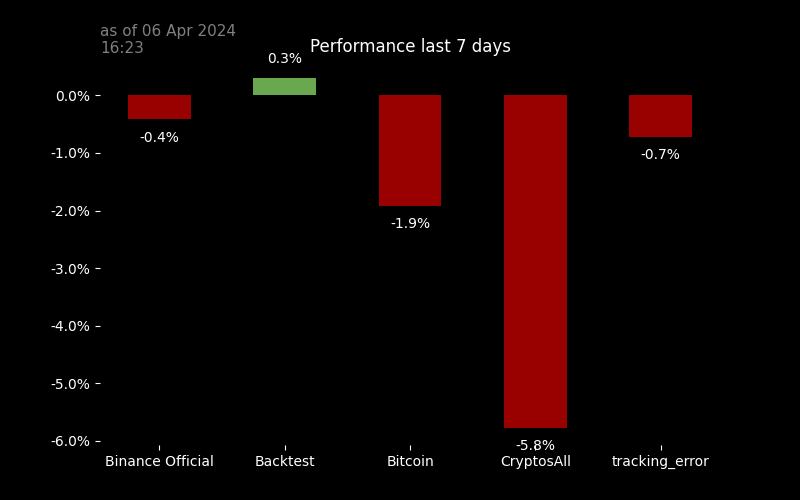 as of 06 Apr 2024
16:23
Performance last 7 days
0.3%
0.0%
-0.4%
-1.0%
-0.7%
-2.0%
-1.9%
-3.0%
-4.0%
-5.0%
-6.0%
-5.8%
Binance Official
Backtest
Bitcoin
CryptosAll
tracking_error